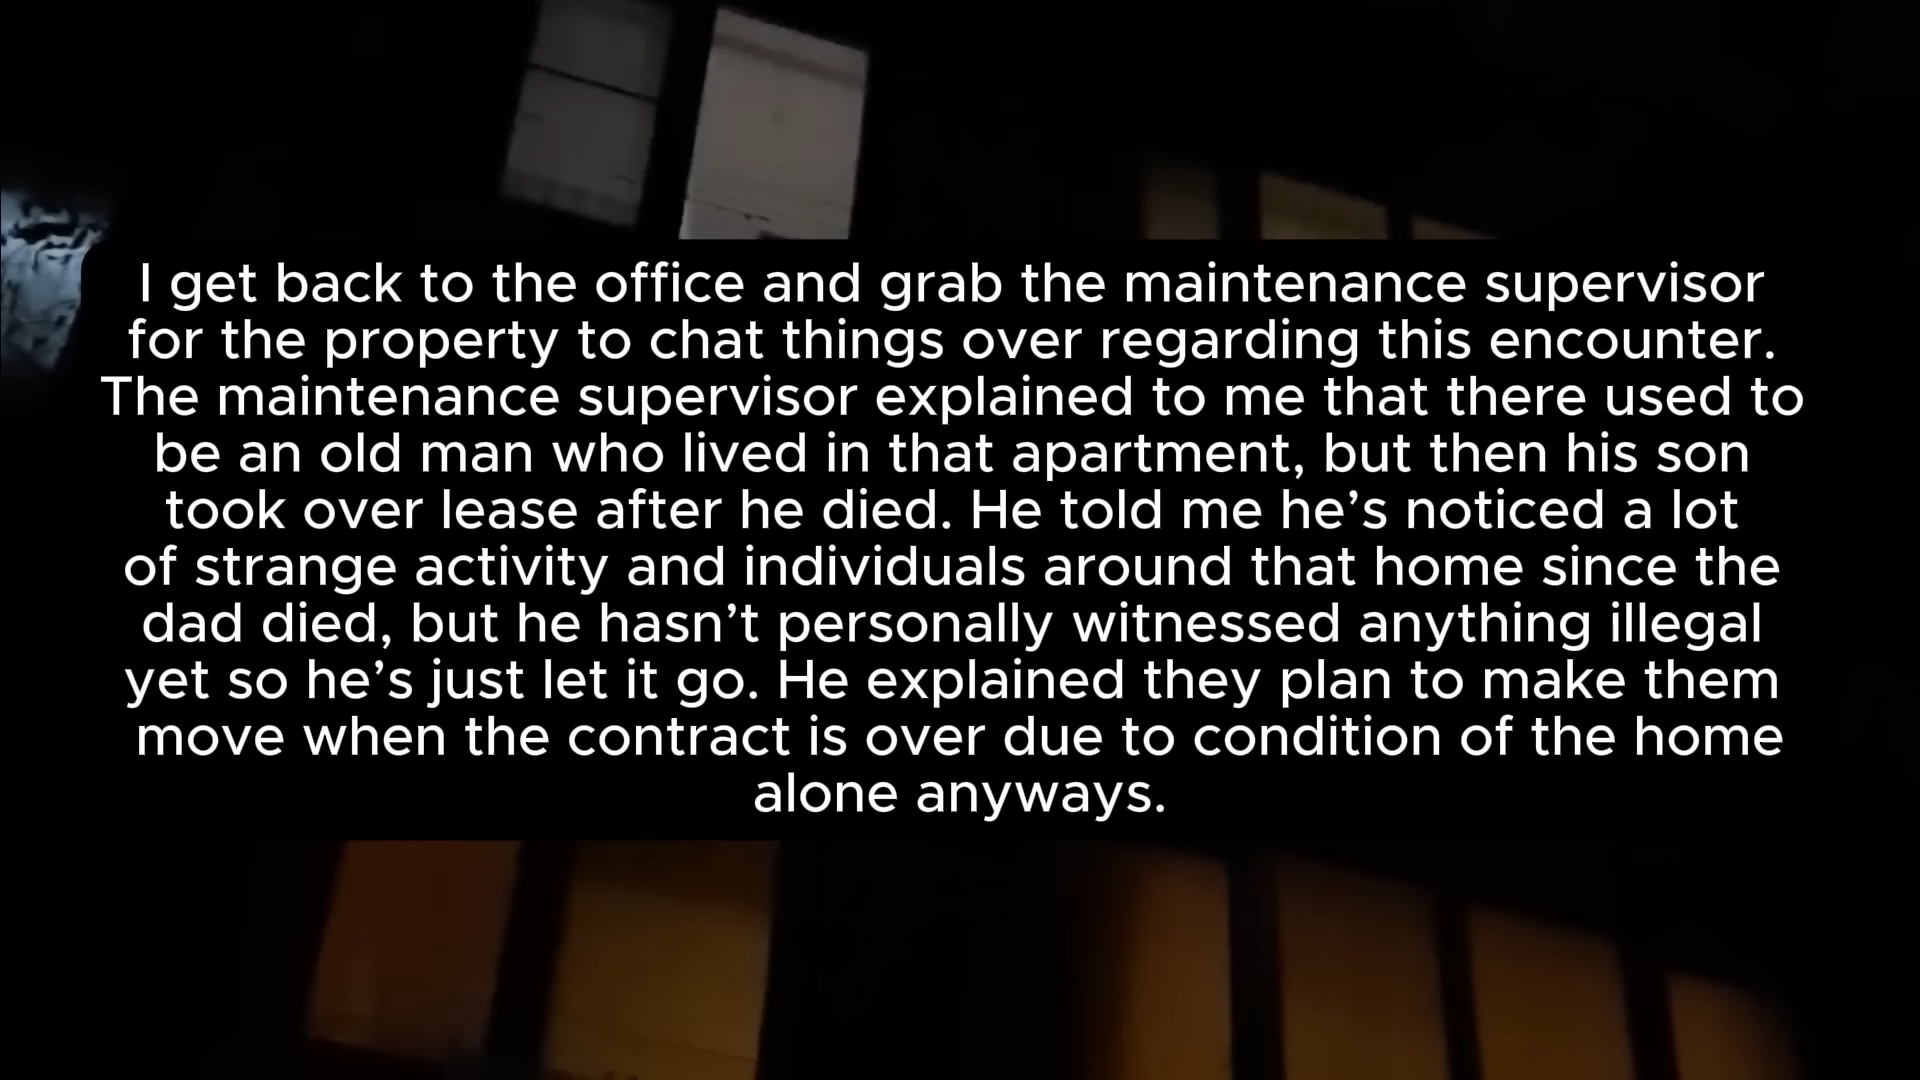 I get back to the office and grab the maintenance supervisor
for the property to chat things over regarding this encounter.
The maintenance supervisor explained to me that there used to
be an old man who lived in that apartment, but then his son
took over lease after he died. He told me he’s noticed a lot
of strange activity and individuals around that home since the
dad died, but he hasn’t personally witnessed anything illegal
yet so he’s just let it go. He explained they plan to make them
move when the contract is over due to condition of the home
alone anyways.